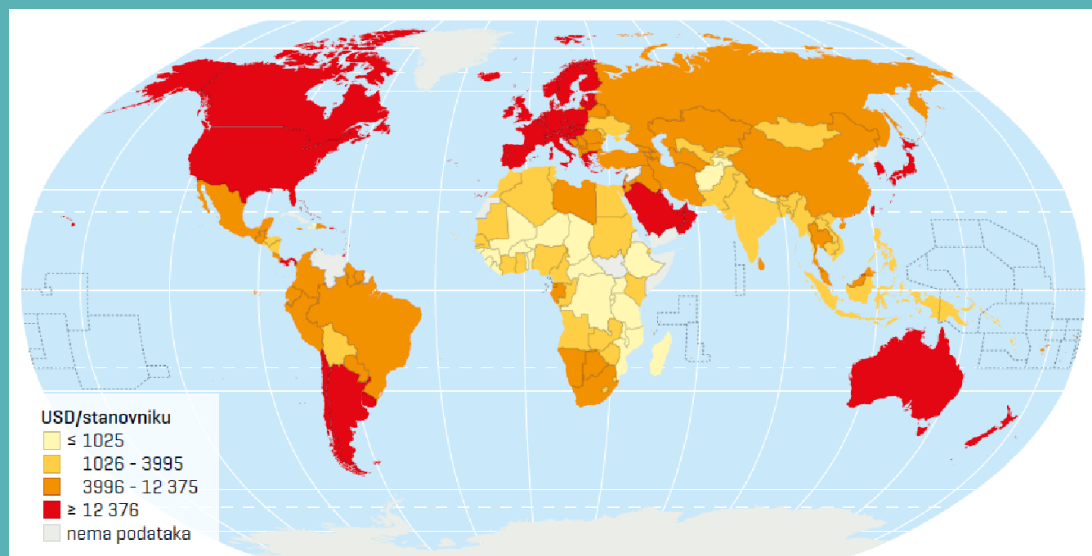 USD/stanovniku
≤ 1025
1026 - 3995
3996 - 12 375
≥ 12 376
nema podataka